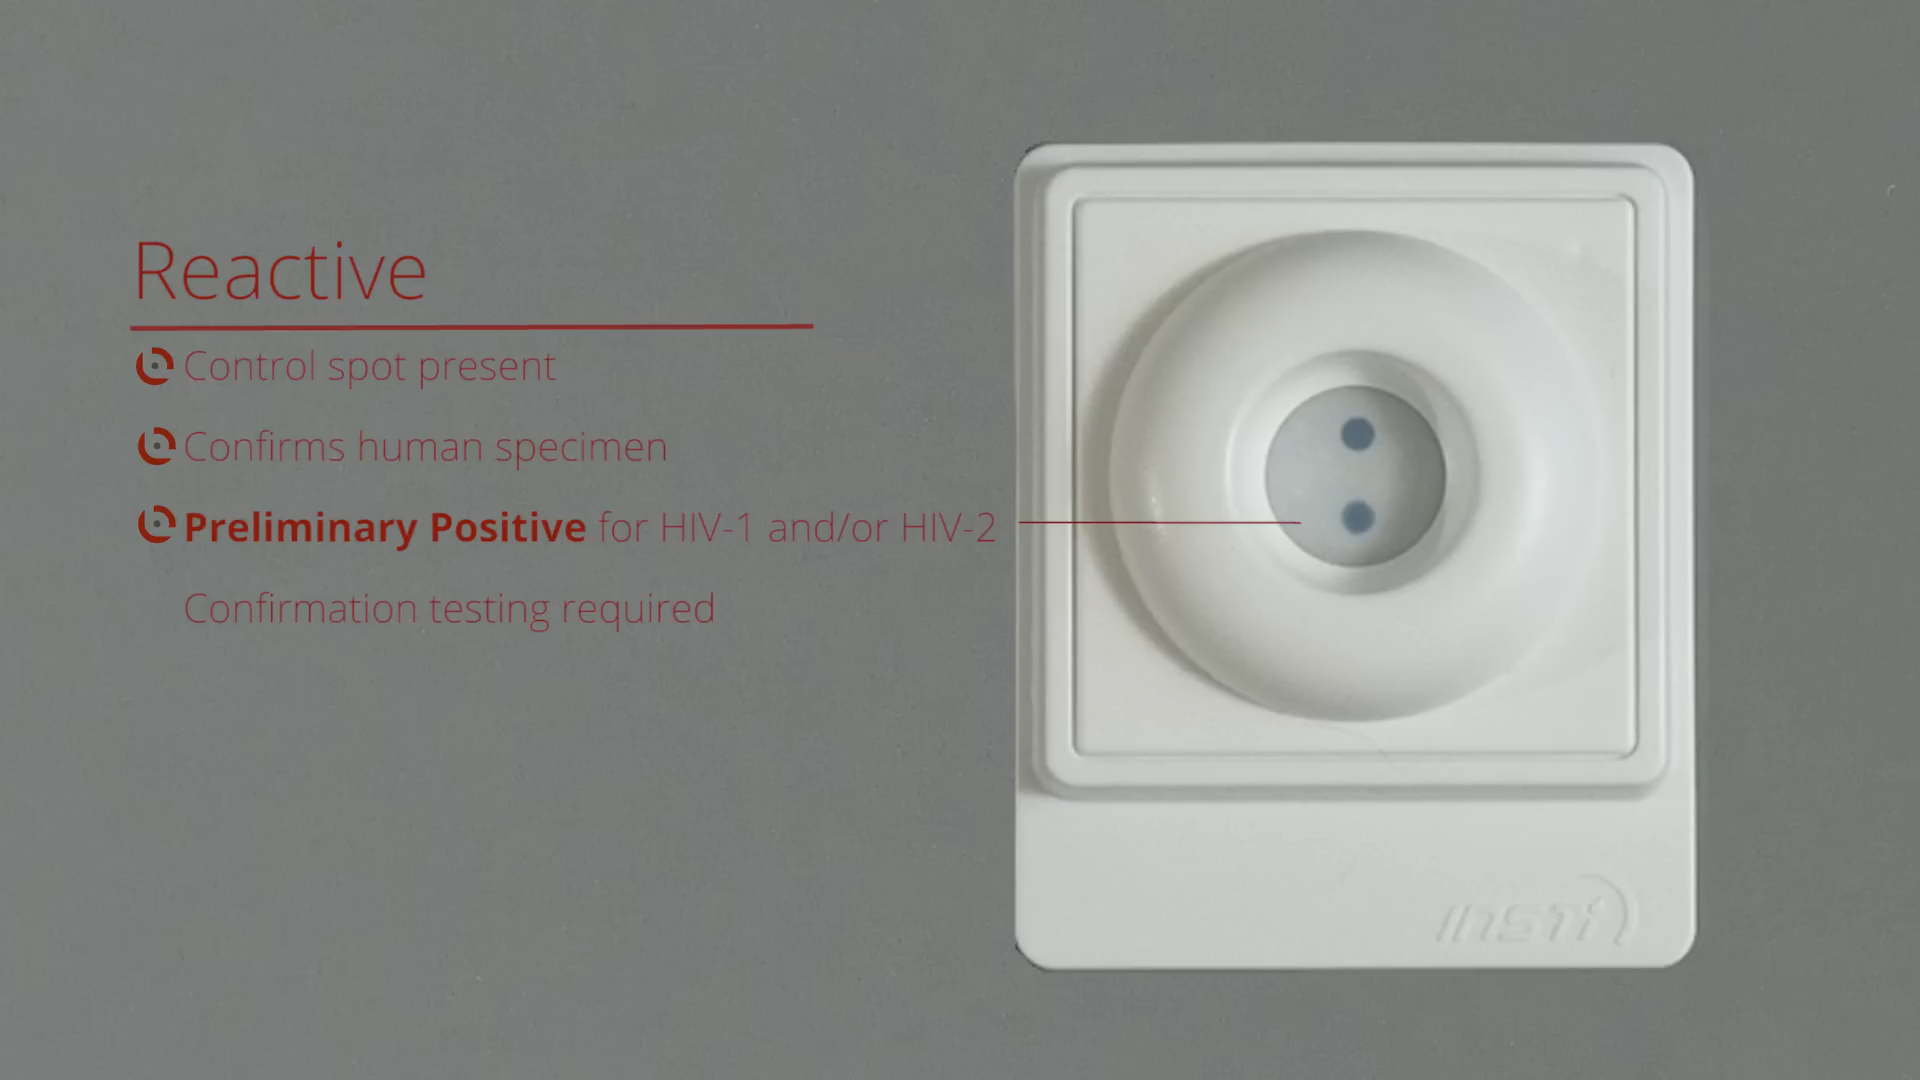 Reactive
Control spot present
Confirms human specimen
Preliminary Positive for HIV-1 and/or HIV-2
Confirmation testing required
INSTI